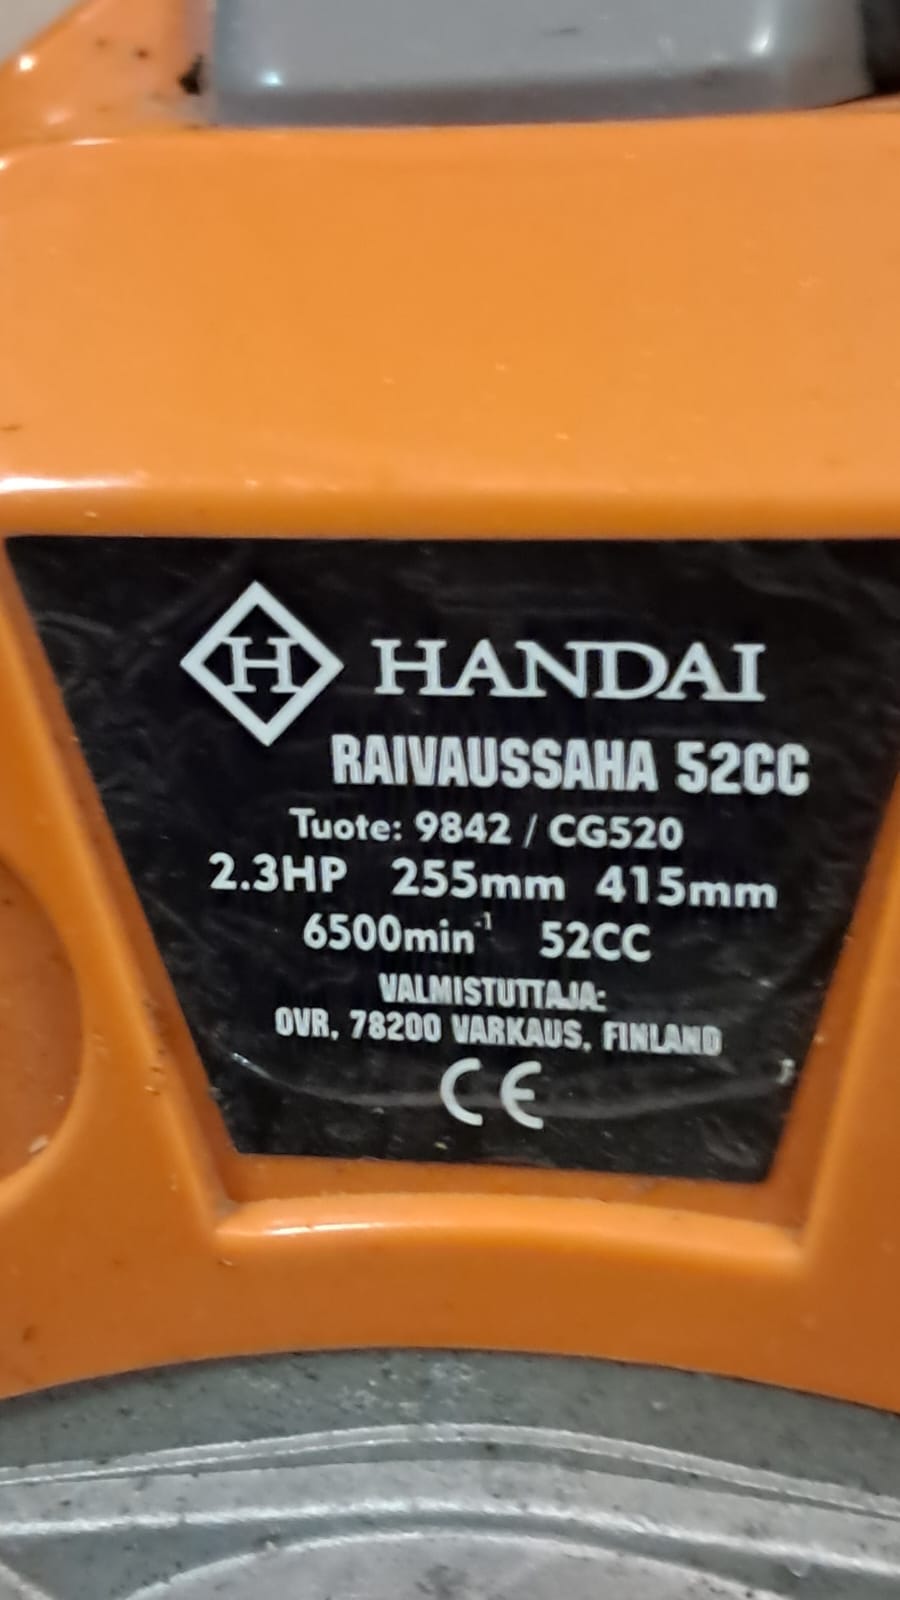 H HANDAI
RAIVAUSSAHA 52CC
Tuote: 9842 / CG520
2.3HP 255mm 415mm
6500min⁻¹ 52CC
VALMISTUTTAJA:
OVR, 78200 VARKAUS, FINLAND
CE